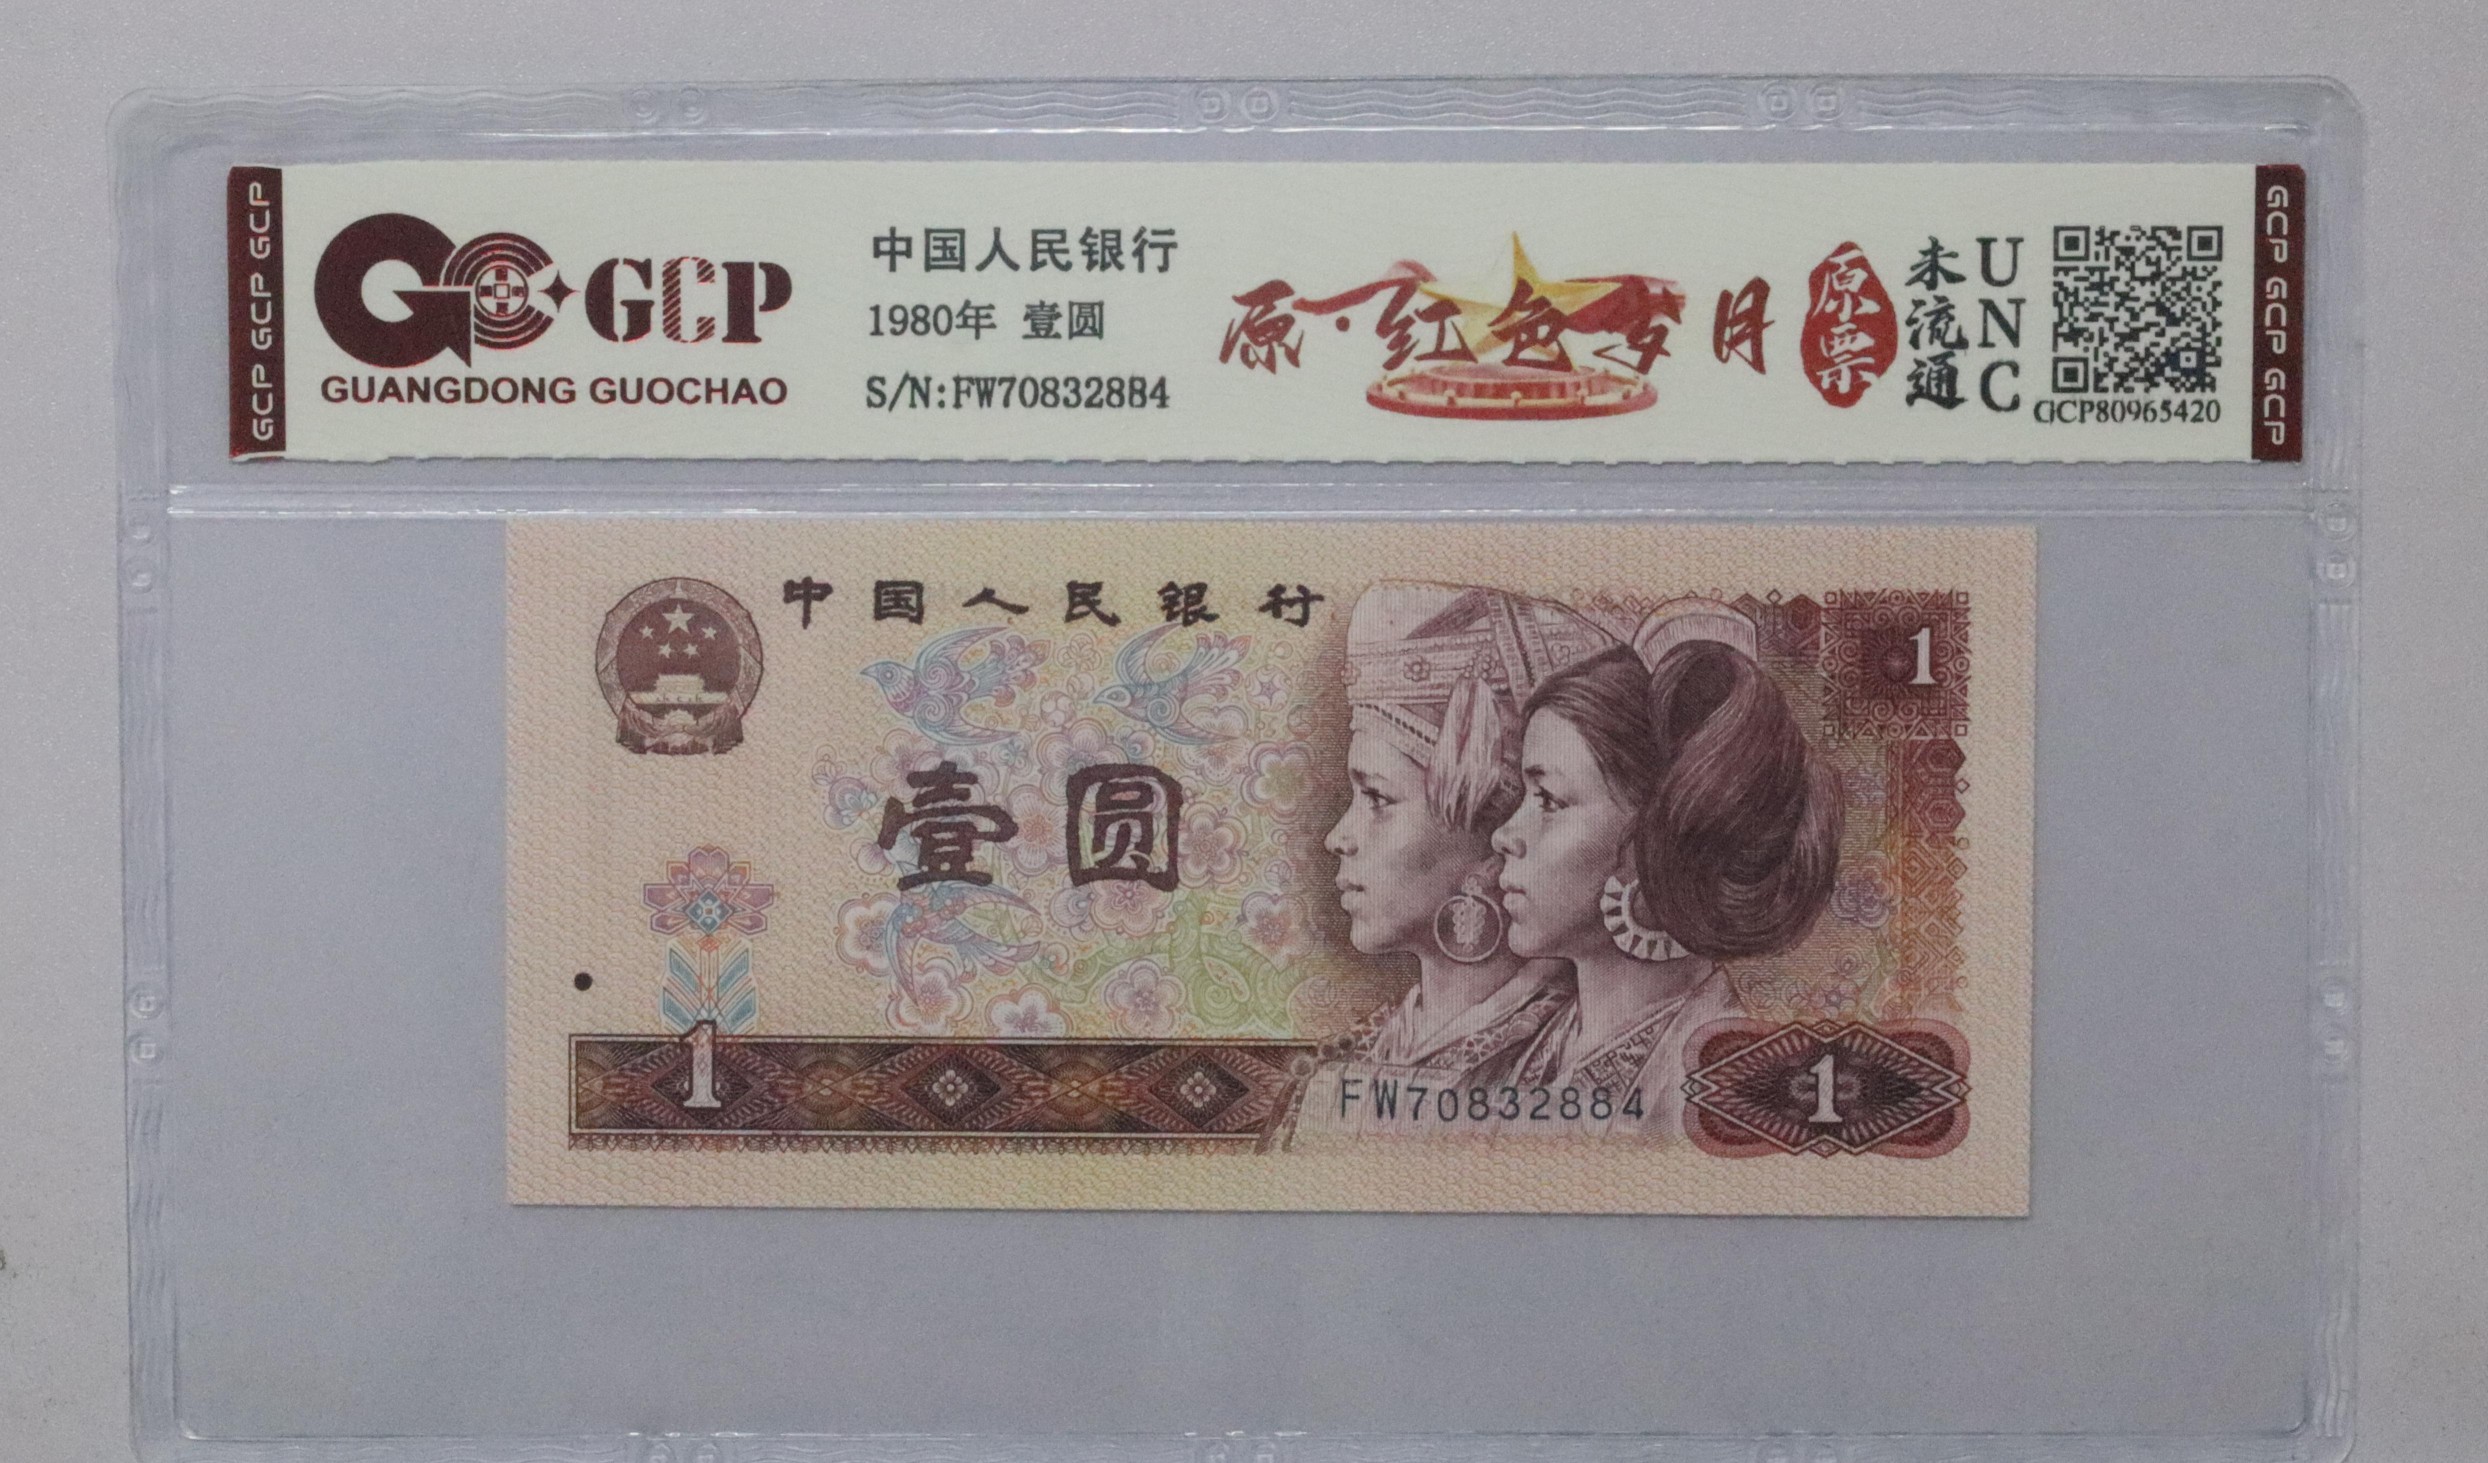 GCP GCP GCP
GCP
GUANGDONG GUOCHAO
中国人民银行
1980年 壹圆
S/N:FW70832884
原·红色岁月
原票
未流通
UNC
GCP80965420
GCP GCP GCP
中国人民银行
1
壹圆
1
FW70832884
1